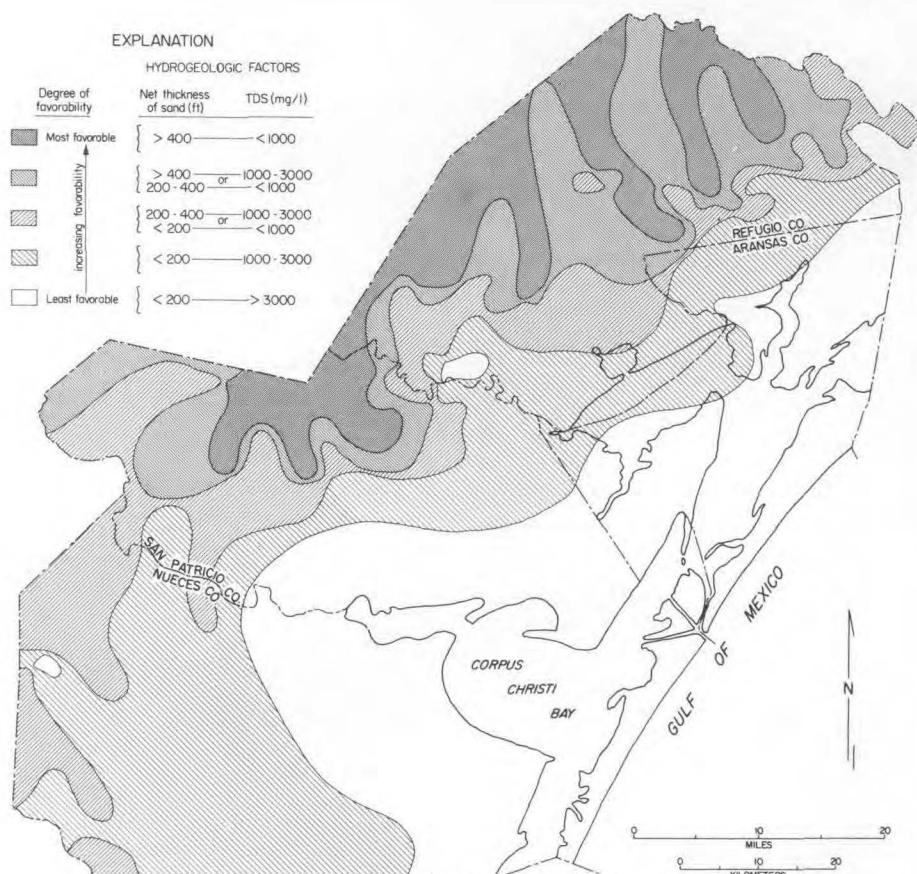 EXPLANATION
HYDROGEOLOGIC FACTORS
Degree of favorability
Net thickness of sand (ft)
TDS (mg/l)
Most favorable
> 400 < 1000
> 400 1000 - 3000
or
200 - 400 < 1000
200 - 400 1000 - 3000
or
< 200 < 1000
< 200 1000 - 3000
Least favorable
< 200 > 3000
increasing favorability
REFUGIO CO
ARANSAS CO.
SAN PATRICIO CO.
NUECES CO
CORPUS
CHRISTI
BAY
GULF OF MEXICO
N
0 10 20
MILES
0 10 20
KILOMETERS